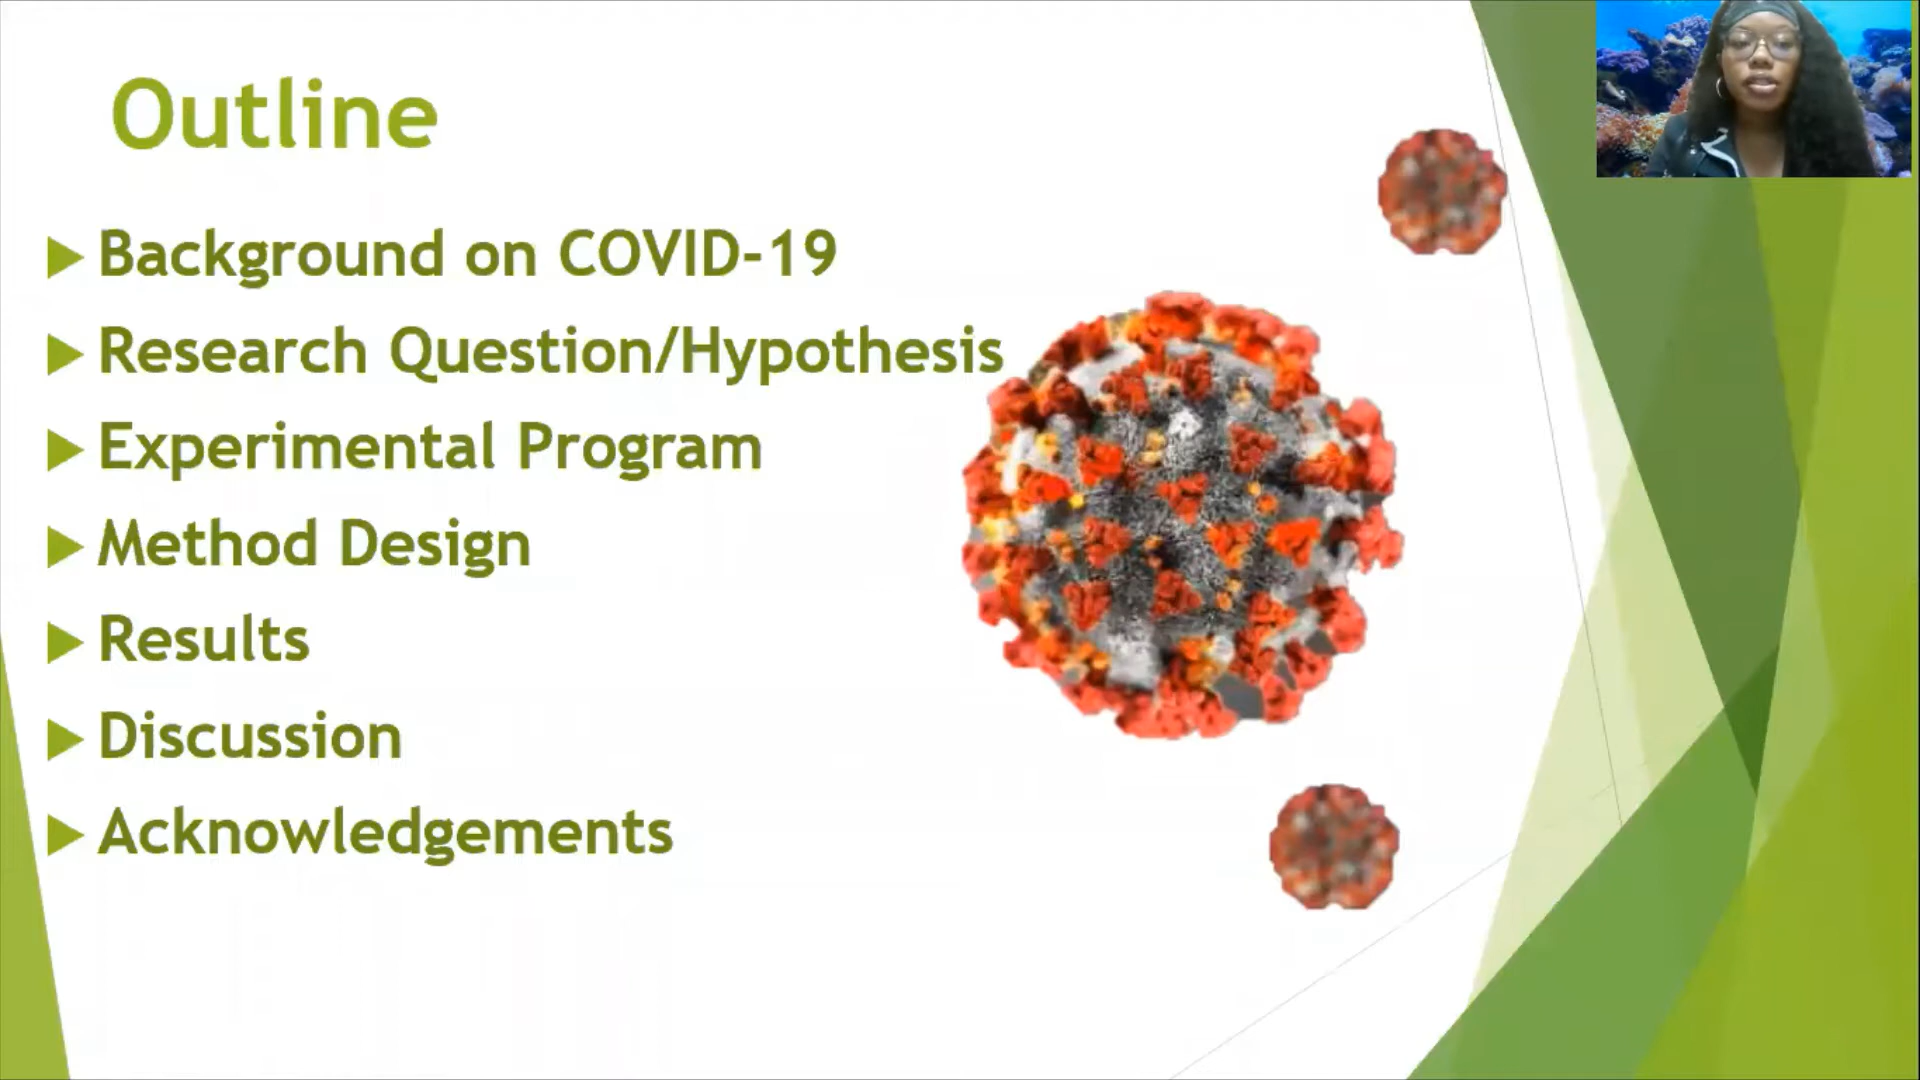 Outline
Background on COVID-19
Research Question/Hypothesis
Experimental Program
Method Design
Results
Discussion
Acknowledgements